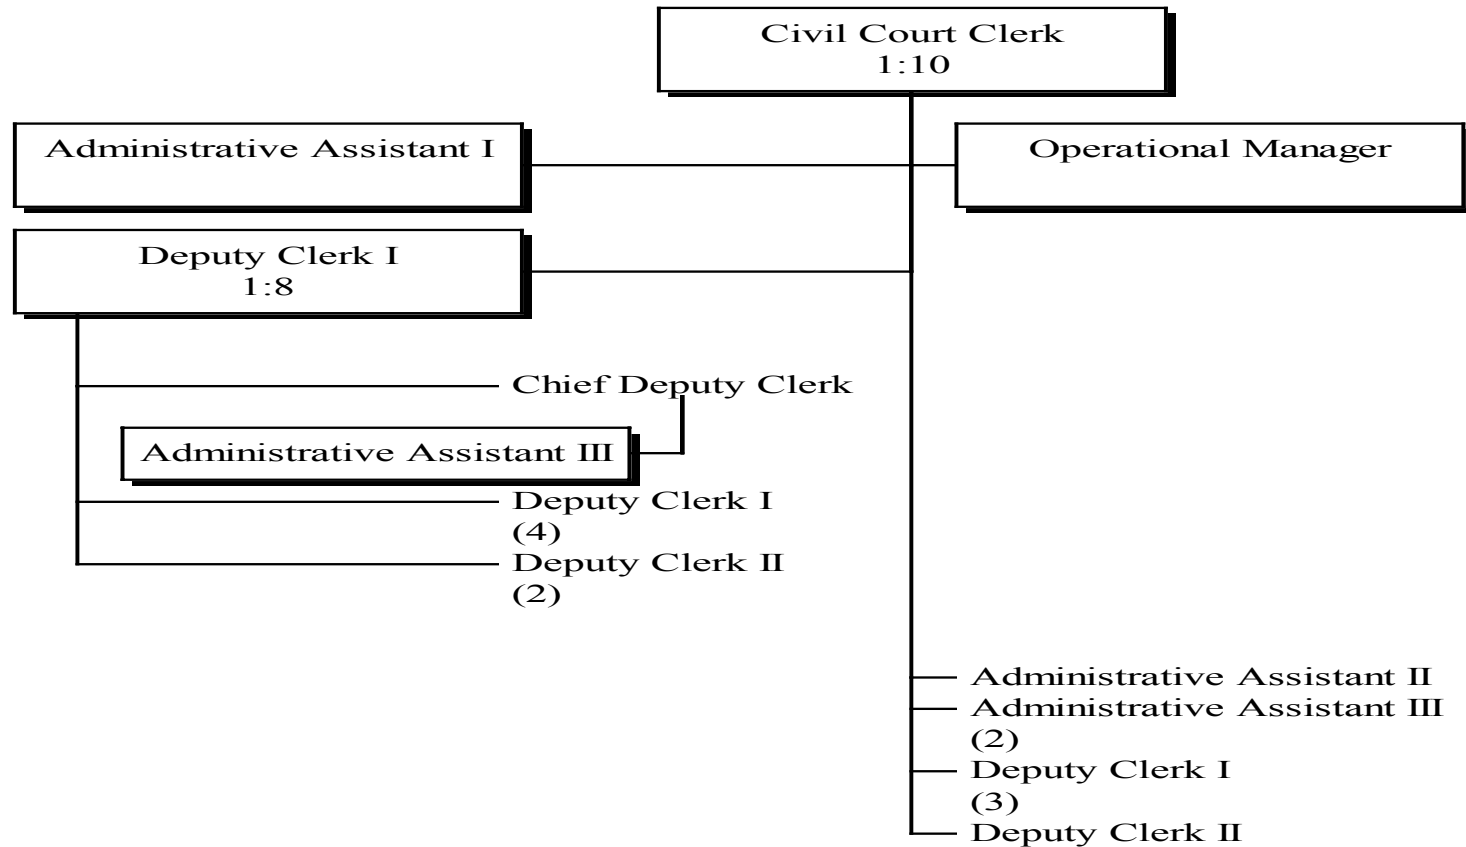 Civil Court Clerk
1:10
Administrative Assistant I
Operational Manager
Deputy Clerk I
1:8
Chief Deputy Clerk
Administrative Assistant III
Deputy Clerk I
(4)
Deputy Clerk II
(2)
Administrative Assistant II
Administrative Assistant III
(2)
Deputy Clerk I
(3)
Deputy Clerk II